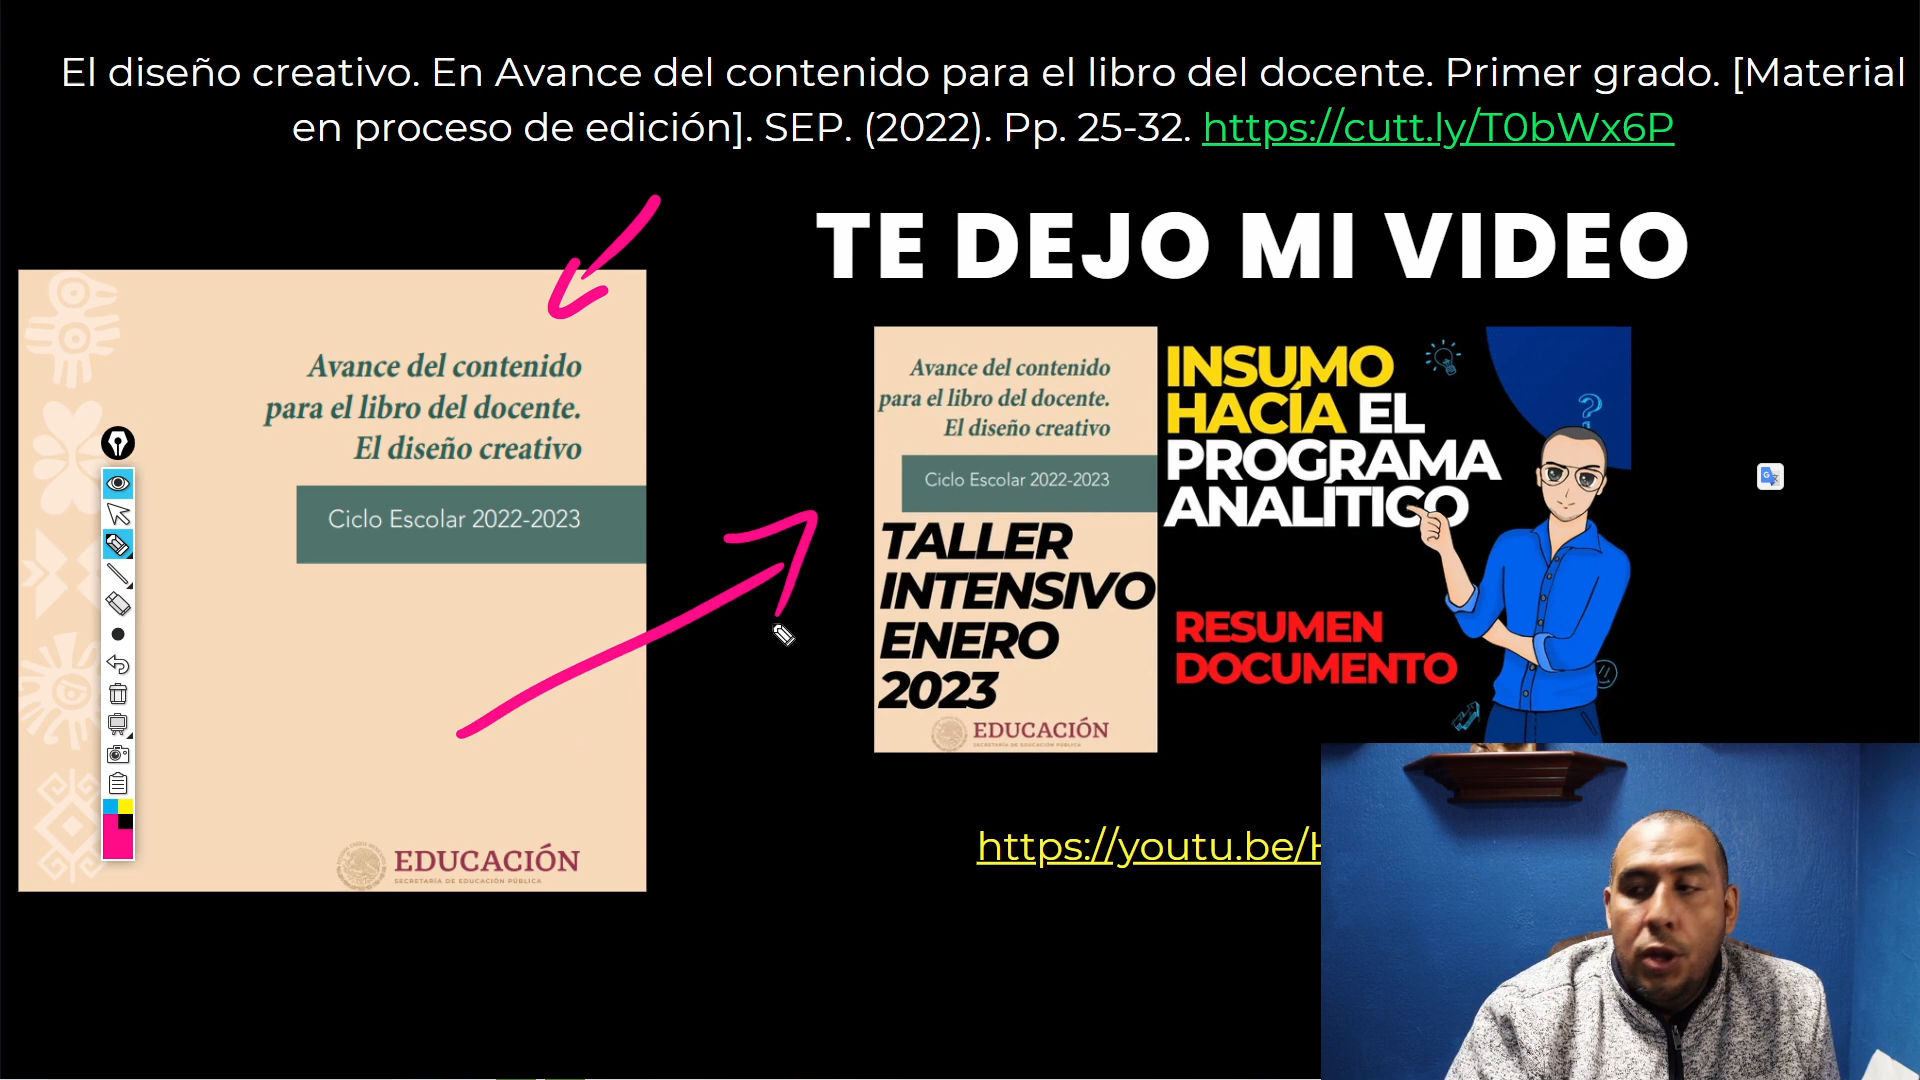 El diseño creativo. En Avance del contenido para el libro del docente. Primer grado. [Material
en proceso de edición]. SEP. (2022). Pp. 25-32. https://cutt.ly/T0bWx6P
TE DEJO MI VIDEO
Avance del contenido
para el libro del docente.
El diseño creativo
Ciclo Escolar 2022-2023
EDUCACIÓN
SECRETARÍA DE EDUCACIÓN PÚBLICA
Avance del contenido
para el libro del docente.
El diseño creativo
Ciclo Escolar 2022-2023
TALLER
INTENSIVO
ENERO
2023
EDUCACIÓN
SECRETARÍA DE EDUCACIÓN PÚBLICA
INSUMO
HACÍA EL
PROGRAMA
ANALÍTICO
RESUMEN
DOCUMENTO
https://youtu.be/